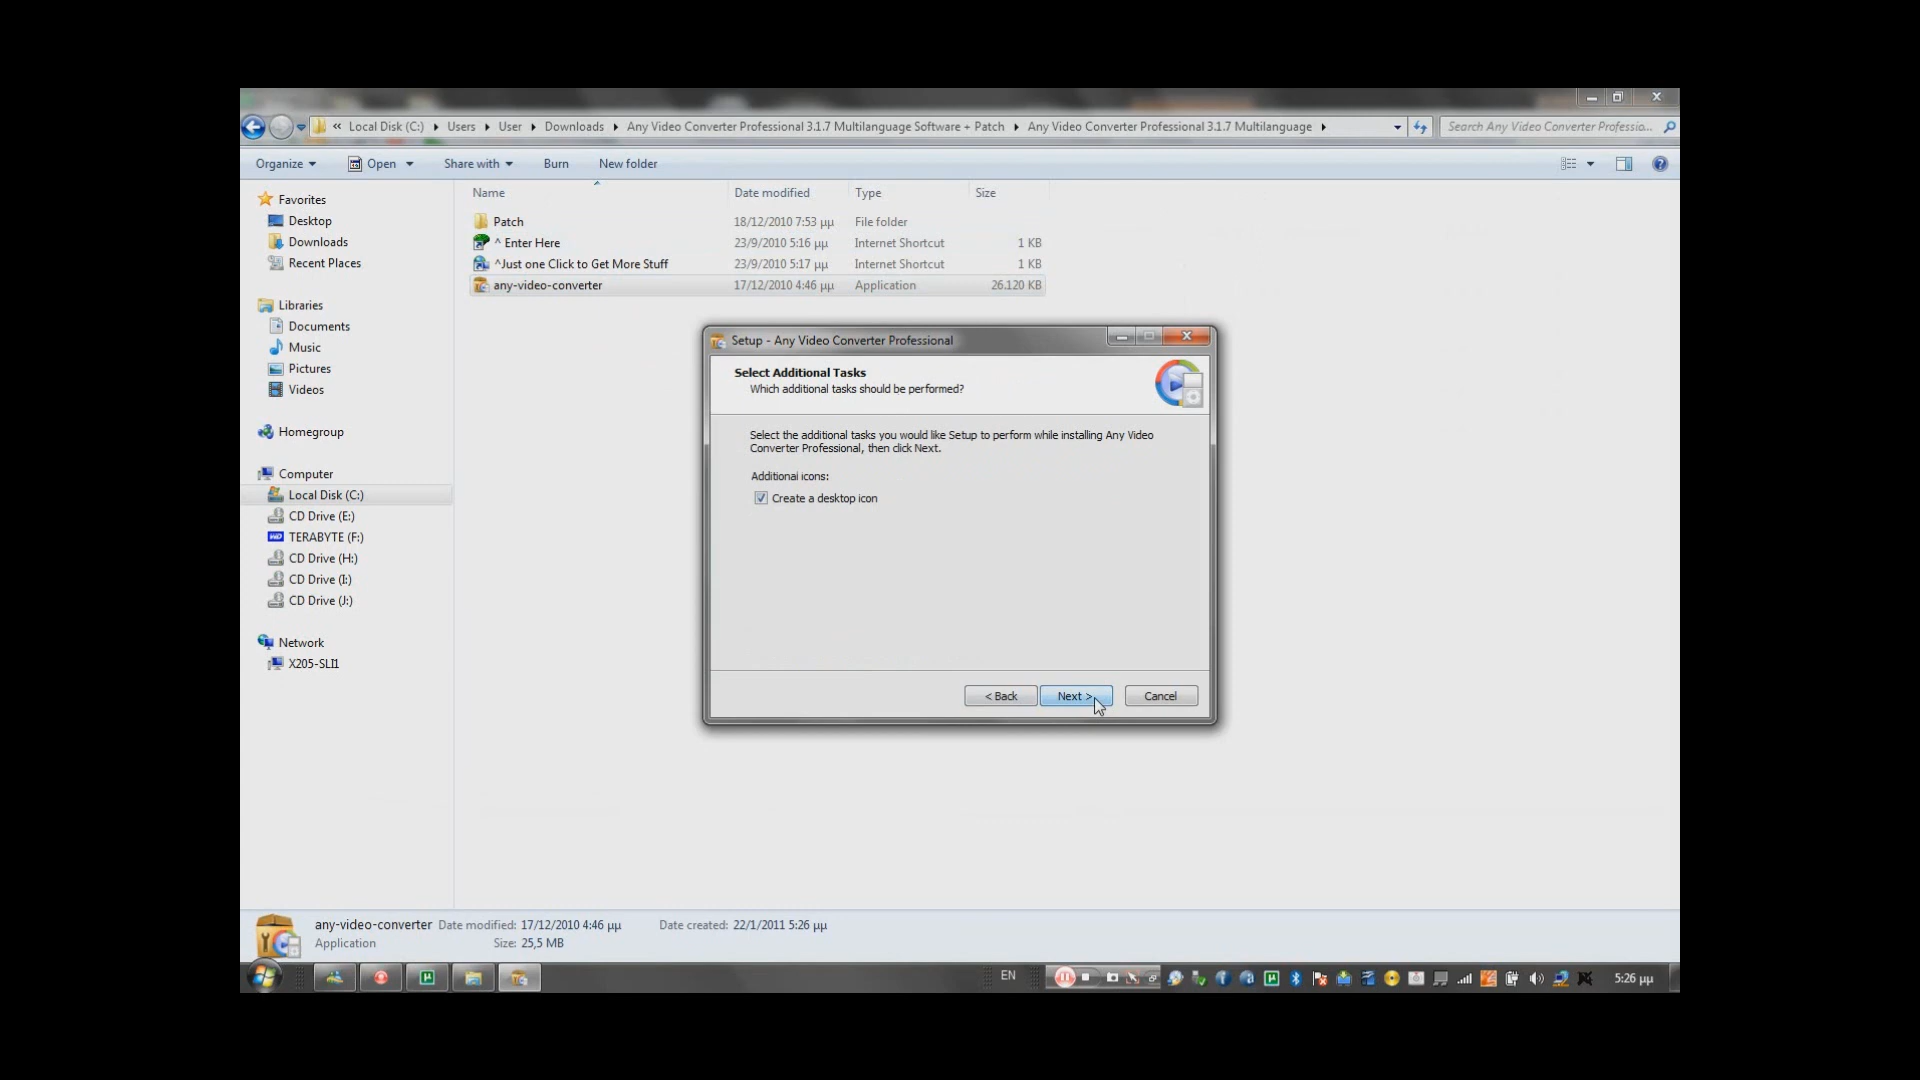 « Local Disk (C:) Users User Downloads Any Video Converter Professional 3.1.7 Multilanguage Software + Patch Any Video Converter Professional 3.1.7 Multilanguage Search Any Video Converter Professio...
Organize Open Share with Burn New folder
Name Date modified Type Size
Favorites
Desktop
Downloads
Recent Places
Libraries
Documents
Music
Pictures
Videos
Homegroup
Computer
Local Disk (C:)
CD Drive (E:)
TERABYTE (F:)
CD Drive (H:)
CD Drive (I:)
CD Drive (J:)
Network
X205-SLI1
Patch 18/12/2010 7:53 μμ File folder
^ Enter Here 23/9/2010 5:16 μμ Internet Shortcut 1 KB
^Just one Click to Get More Stuff 23/9/2010 5:17 μμ Internet Shortcut 1 KB
any-video-converter 17/12/2010 4:46 μμ Application 26.120 KB
Setup - Any Video Converter Professional
Select Additional Tasks
Which additional tasks should be performed?
Select the additional tasks you would like Setup to perform while installing Any Video
Converter Professional, then click Next.
Additional icons:
Create a desktop icon
< Back Next > Cancel
any-video-converter Date modified: 17/12/2010 4:46 μμ Date created: 22/1/2011 5:26 μμ
Application Size: 25,5 MB
EN 5:26 μμ